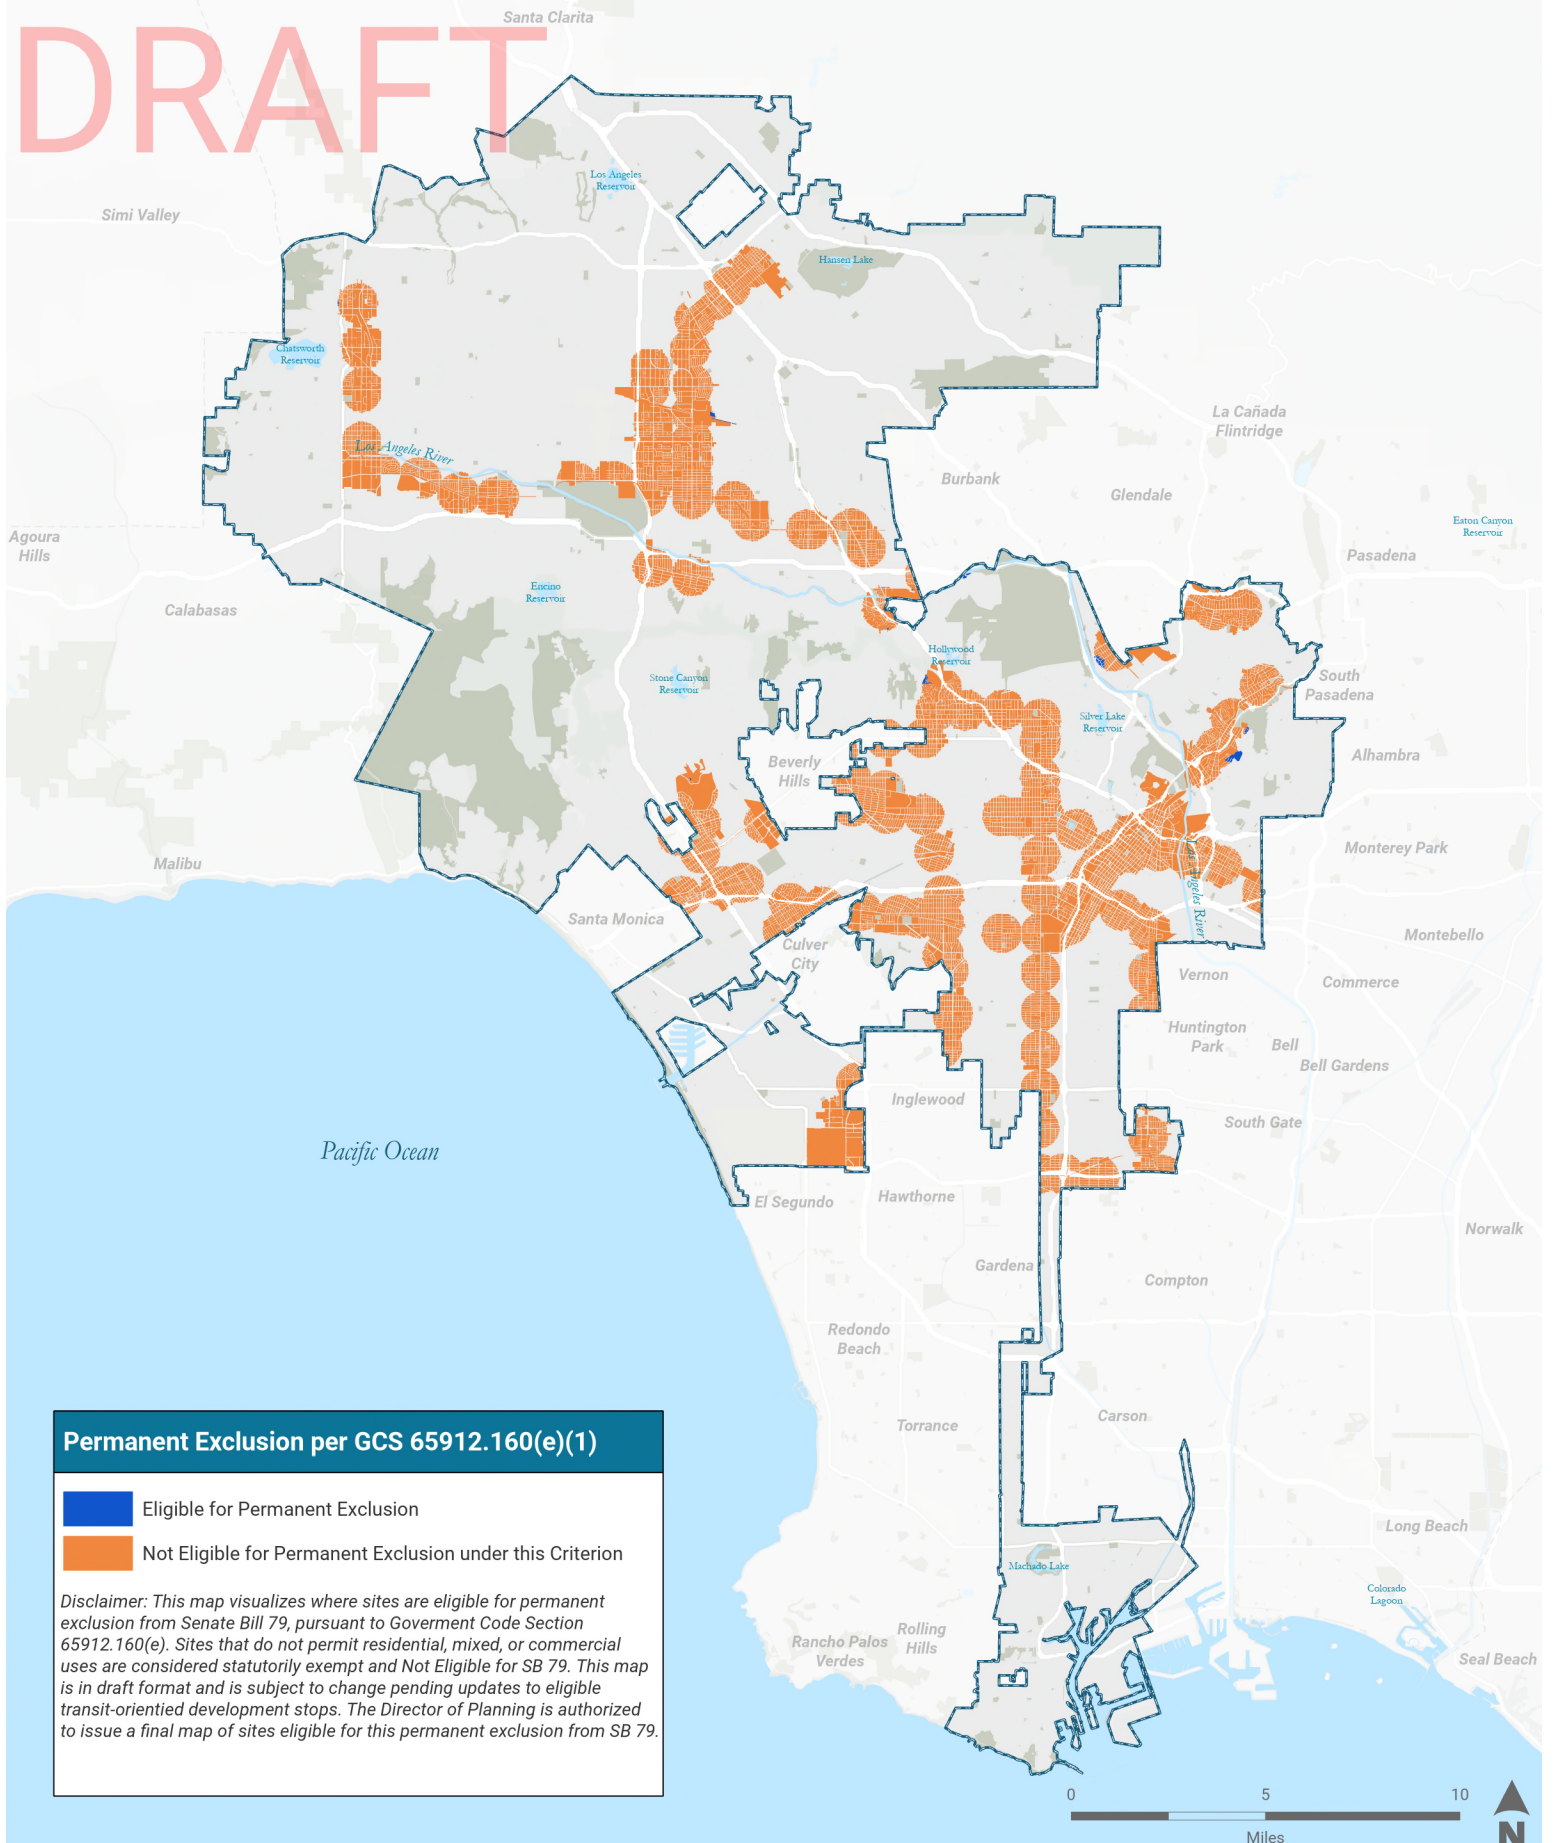 DRAFT
Santa Clarita
Los Angeles
Reservoir
Simi Valley
Hansen Lake
Chatsworth
Reservoir
La Cañada
Flintridge
Los Angeles River
Burbank
Glendale
Eaton Canyon
Reservoir
Agoura
Hills
Pasadena
Encino
Reservoir
Calabasas
Hollywood
Reservoir
Stone Canyon
Reservoir
South
Pasadena
Silver Lake
Reservoir
Alhambra
Beverly
Hills
Malibu
Monterey Park
Los Angeles River
Santa Monica
Culver
City
Montebello
Vernon
Commerce
Huntington
Park
Bell
Bell Gardens
Inglewood
South Gate
Pacific Ocean
El Segundo
Hawthorne
Norwalk
Gardena
Compton
Redondo
Beach
Torrance
Carson
Long Beach
Machado Lake
Colorado
Lagoon
Rolling
Hills
Rancho Palos
Verdes
Seal Beach
Permanent Exclusion per GCS 65912.160(e)(1)
Eligible for Permanent Exclusion
Not Eligible for Permanent Exclusion under this Criterion
Disclaimer: This map visualizes where sites are eligible for permanent
exclusion from Senate Bill 79, pursuant to Goverment Code Section
65912.160(e). Sites that do not permit residential, mixed, or commercial
uses are considered statutorily exempt and Not Eligible for SB 79. This map
is in draft format and is subject to change pending updates to eligible
transit-orientied development stops. The Director of Planning is authorized
to issue a final map of sites eligible for this permanent exclusion from SB 79.
0 5 10
Miles
N